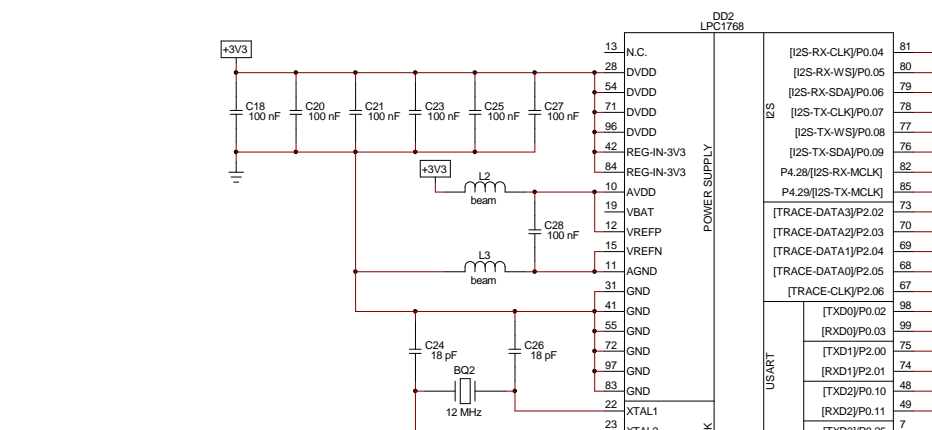 DD2
LPC1768
+3V3
C18
100 nF
C20
100 nF
C21
100 nF
C23
100 nF
C25
100 nF
C27
100 nF
+3V3
L2
beam
C28
100 nF
L3
beam
C24
18 pF
C26
18 pF
BQ2
12 MHz
13 N.C.
28 DVDD
54 DVDD
71 DVDD
96 DVDD
42 REG-IN-3V3
84 REG-IN-3V3
10 AVDD
19 VBAT
12 VREFP
15 VREFN
11 AGND
31 GND
41 GND
55 GND
72 GND
97 GND
83 GND
22 XTAL1
23 XTAL2
POWER SUPPLY
I2S
[I2S-RX-CLK]/P0.04 81
[I2S-RX-WS]/P0.05 80
[I2S-RX-SDA]/P0.06 79
[I2S-TX-CLK]/P0.07 78
[I2S-TX-WS]/P0.08 77
[I2S-TX-SDA]/P0.09 76
P4.28/[I2S-RX-MCLK] 82
P4.29/[I2S-TX-MCLK] 85
[TRACE-DATA3]/P2.02 73
[TRACE-DATA2]/P2.03 70
[TRACE-DATA1]/P2.04 69
[TRACE-DATA0]/P2.05 68
[TRACE-CLK]/P2.06 67
USART
[TXD0]/P0.02 98
[RXD0]/P0.03 99
[TXD1]/P2.00 75
[RXD1]/P2.01 74
[TXD2]/P0.10 48
[RXD2]/P0.11 49
7